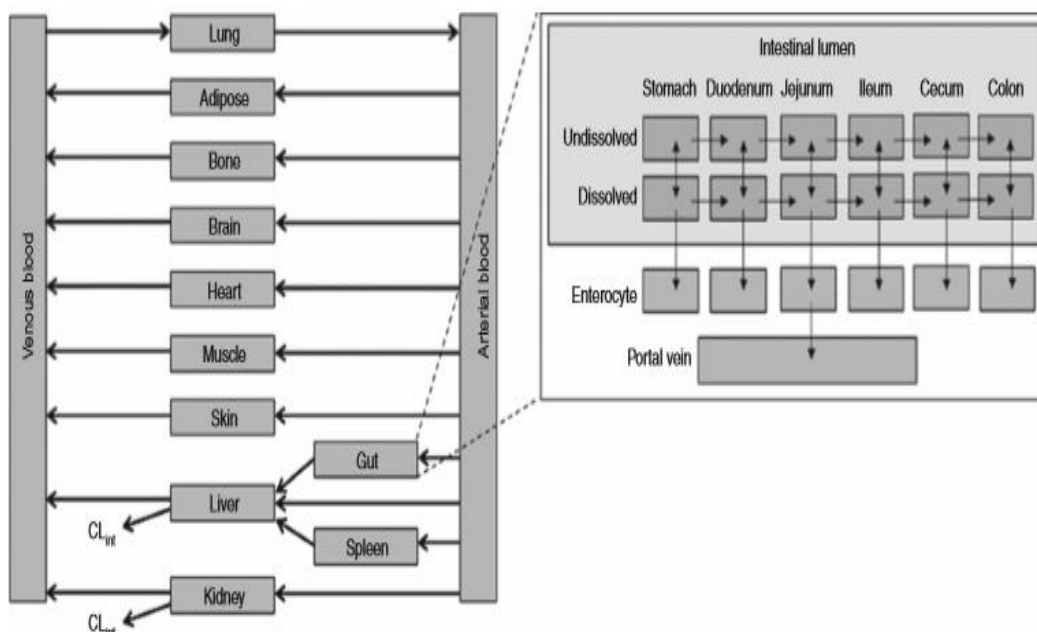 Lung
Adipose
Bone
Brain
Heart
Muscle
Skin
Gut
Liver
CLint
Spleen
Kidney
CLint
Venous blood
Arterial blood
Intestinal lumen
Stomach Duodenum Jejunum Ileum Cecum Colon
Undissolved
Dissolved
Enterocyte
Portal vein